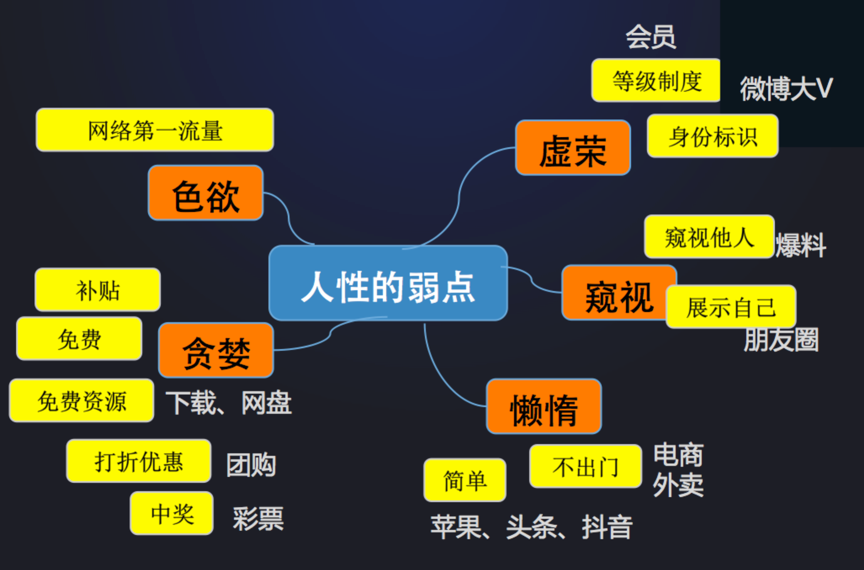 会员
等级制度
微博大V
网络第一流量
身份标识
虚荣
色欲
窥视他人
爆料
人性的弱点
窥视
补贴
展示自己
免费
朋友圈
贪婪
免费资源
下载、网盘
懒惰
打折优惠
团购
不出门
电商
外卖
简单
中奖
彩票
苹果、头条、抖音